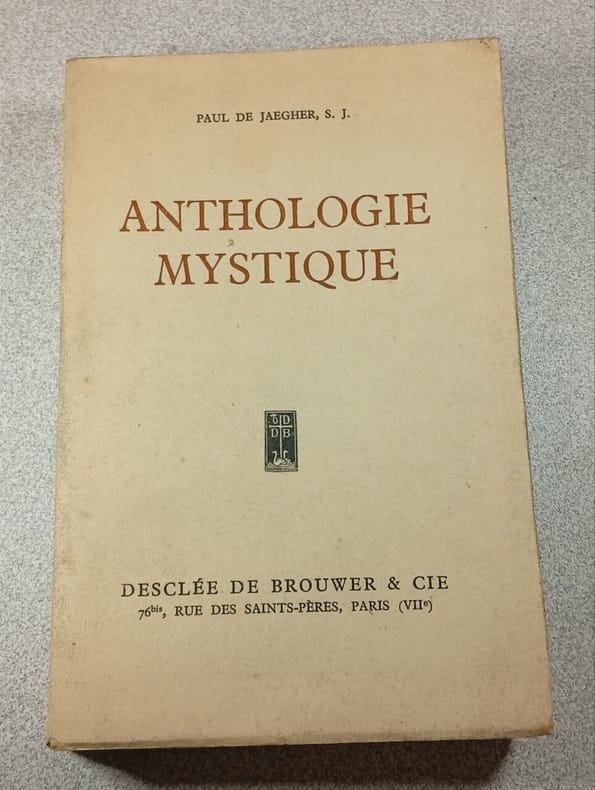 PAUL DE JAEGHER, S. J.
ANTHOLOGIE
MYSTIQUE
D D
D B
DESCLÉE DE BROUWER & CIE
76bis, RUE DES SAINTS-PÈRES, PARIS (VIIe)